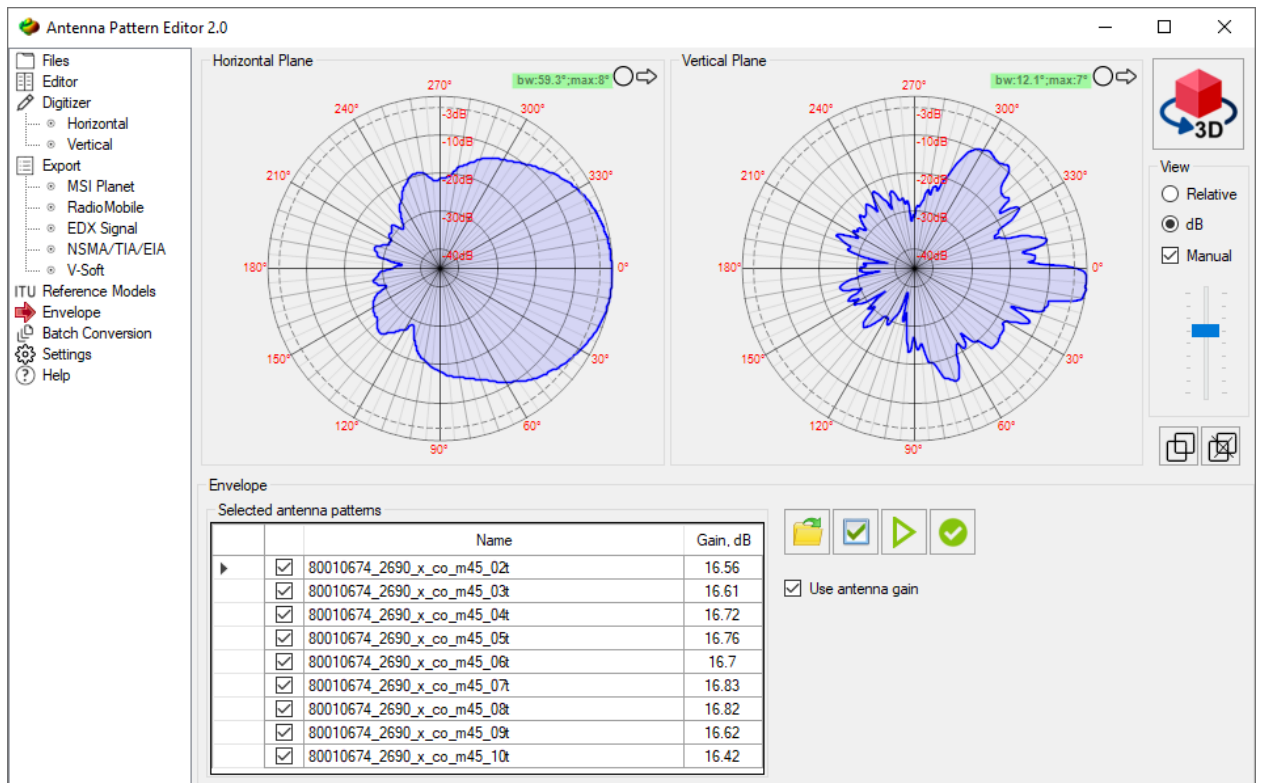 Antenna Pattern Editor 2.0
Files
Editor
Digitizer
Horizontal
Vertical
Export
MSI Planet
RadioMobile
EDX Signal
NSMA/TIA/EIA
V-Soft
ITU Reference Models
Envelope
Batch Conversion
Settings
Help
Horizontal Plane
bw:59.3°;max:8°
270°
240°
300°
-3dB
-10dB
210°
-20dB
330°
-30dB
-40dB
180°
0°
150°
30°
120°
60°
90°
Vertical Plane
bw:12.1°;max:7°
270°
240°
300°
-3dB
-10dB
210°
-20dB
330°
-30dB
-40dB
180°
0°
150°
30°
120°
60°
90°
3D
View
Relative
dB
Manual
Envelope
Selected antenna patterns
Name Gain, dB
80010674_2690_x_co_m45_02t 16.56
80010674_2690_x_co_m45_03t 16.61
80010674_2690_x_co_m45_04t 16.72
80010674_2690_x_co_m45_05t 16.76
80010674_2690_x_co_m45_06t 16.7
80010674_2690_x_co_m45_07t 16.83
80010674_2690_x_co_m45_08t 16.82
80010674_2690_x_co_m45_09t 16.62
80010674_2690_x_co_m45_10t 16.42
Use antenna gain